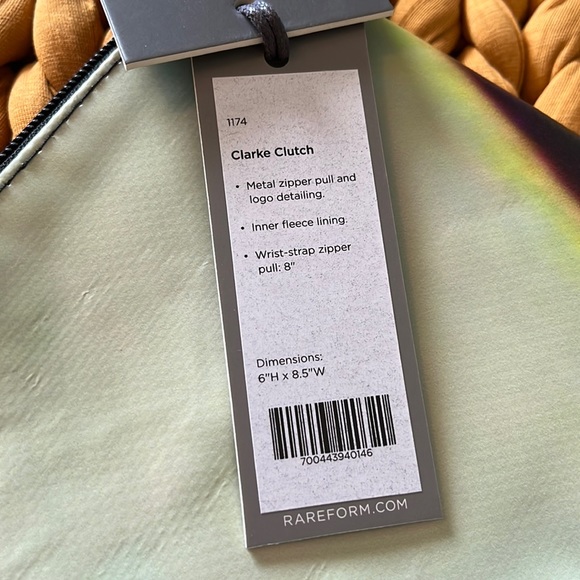 1174
Clarke Clutch
• Metal zipper pull and
logo detailing.
• Inner fleece lining.
• Wrist-strap zipper
pull: 8"
Dimensions:
6"H x 8.5"W
700443940146
RAREFORM.COM